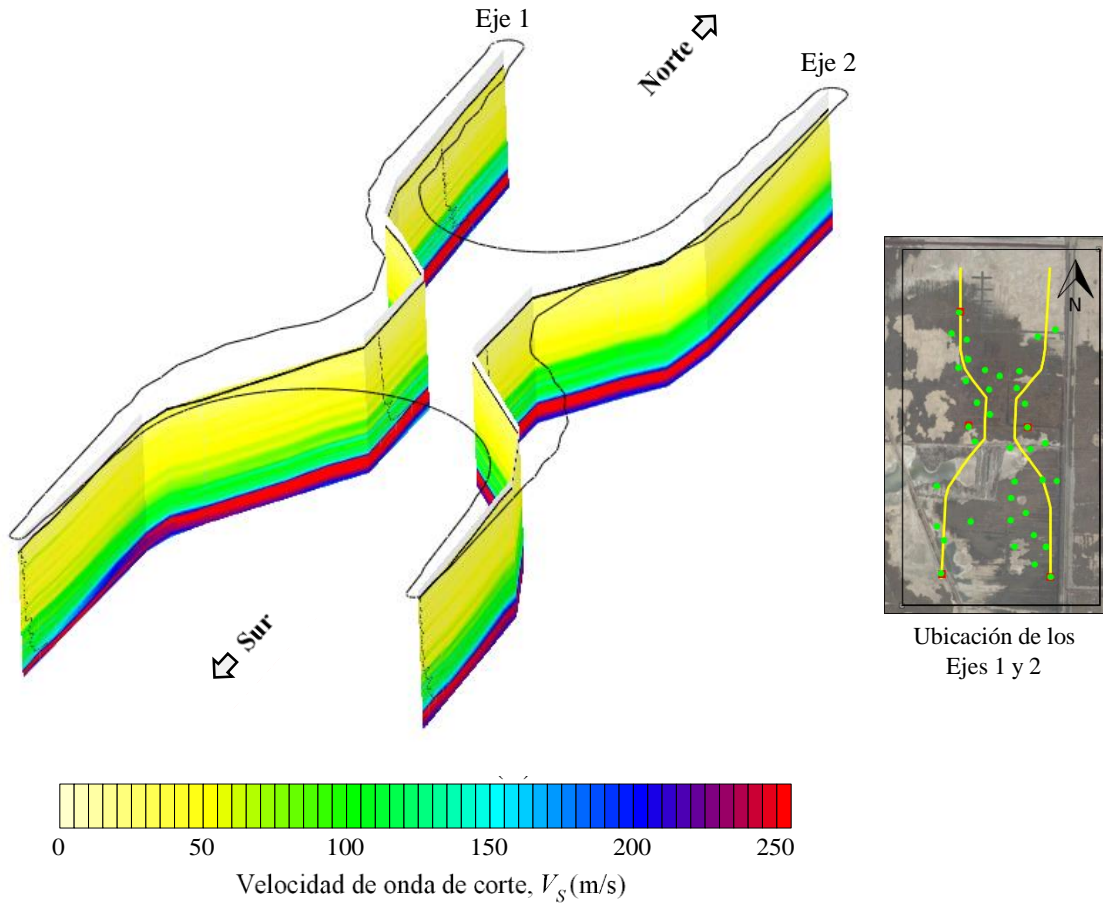 Eje 1
Norte
Eje 2
N
Ubicación de los
Ejes 1 y 2
Sur
0 50 100 150 200 250
Velocidad de onda de corte, V_S (m/s)